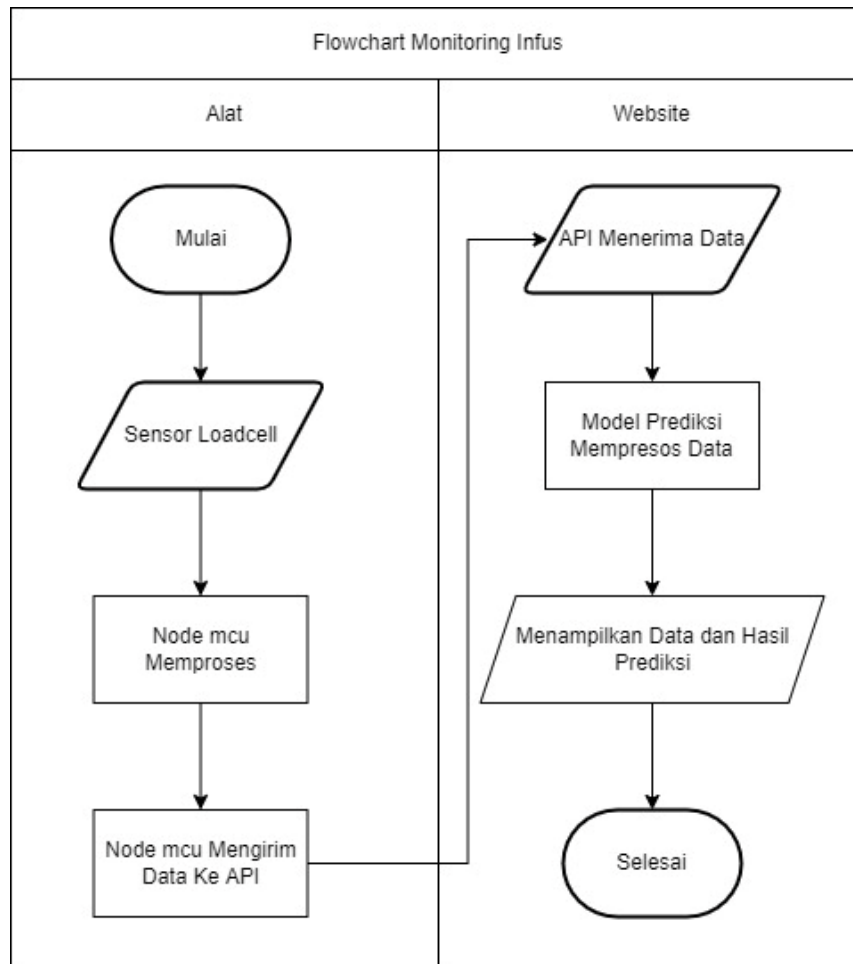 Flowchart Monitoring Infus
Alat
Website
Mulai
Sensor Loadcell
Node mcu
Memproses
Node mcu Mengirim
Data Ke API
API Menerima Data
Model Prediksi
Mempresos Data
Menampilkan Data dan Hasil
Prediksi
Selesai